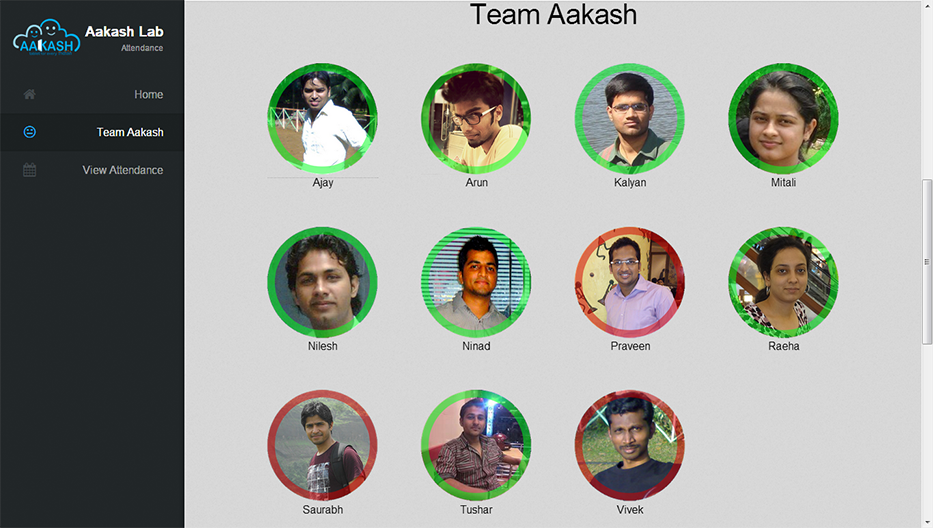 AAKASH
Aakash Lab
Attendance
Home
Team Aakash
View Attendance
Team Aakash
Ajay
Arun
Kalyan
Mitali
Nilesh
Ninad
Praveen
Raeha
Saurabh
Tushar
Vivek